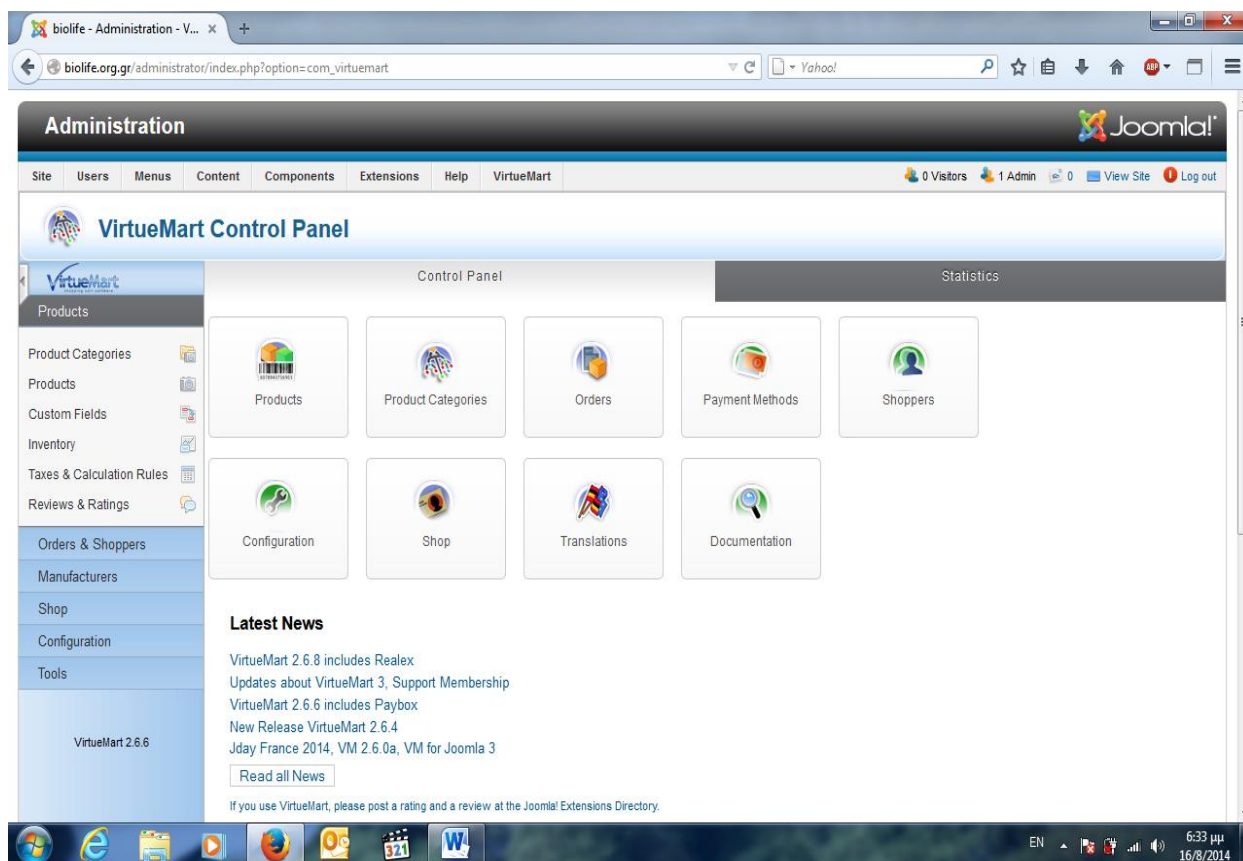 biolife - Administration - V...
biolife.org.gr/administrator/index.php?option=com_virtuemart
Yahoo!
ABP
Administration
Joomla!
Site Users Menus Content Components Extensions Help VirtueMart
0 Visitors 1 Admin 0 View Site Log out
VirtueMart Control Panel
VirtueMart
Control Panel
Statistics
Products
Product Categories
Products
Custom Fields
Inventory
Taxes & Calculation Rules
Reviews & Ratings
Orders & Shoppers
Manufacturers
Shop
Configuration
Tools
VirtueMart 2.6.6
Products
Product Categories
Orders
Payment Methods
Shoppers
Configuration
Shop
Translations
Documentation
Latest News
VirtueMart 2.6.8 includes Realex
Updates about VirtueMart 3, Support Membership
VirtueMart 2.6.6 includes Paybox
New Release VirtueMart 2.6.4
Jday France 2014, VM 2.6.0a, VM for Joomla 3
Read all News
If you use VirtueMart, please post a rating and a review at the Joomla! Extensions Directory.
321
EN
6:33 μμ
16/8/2014